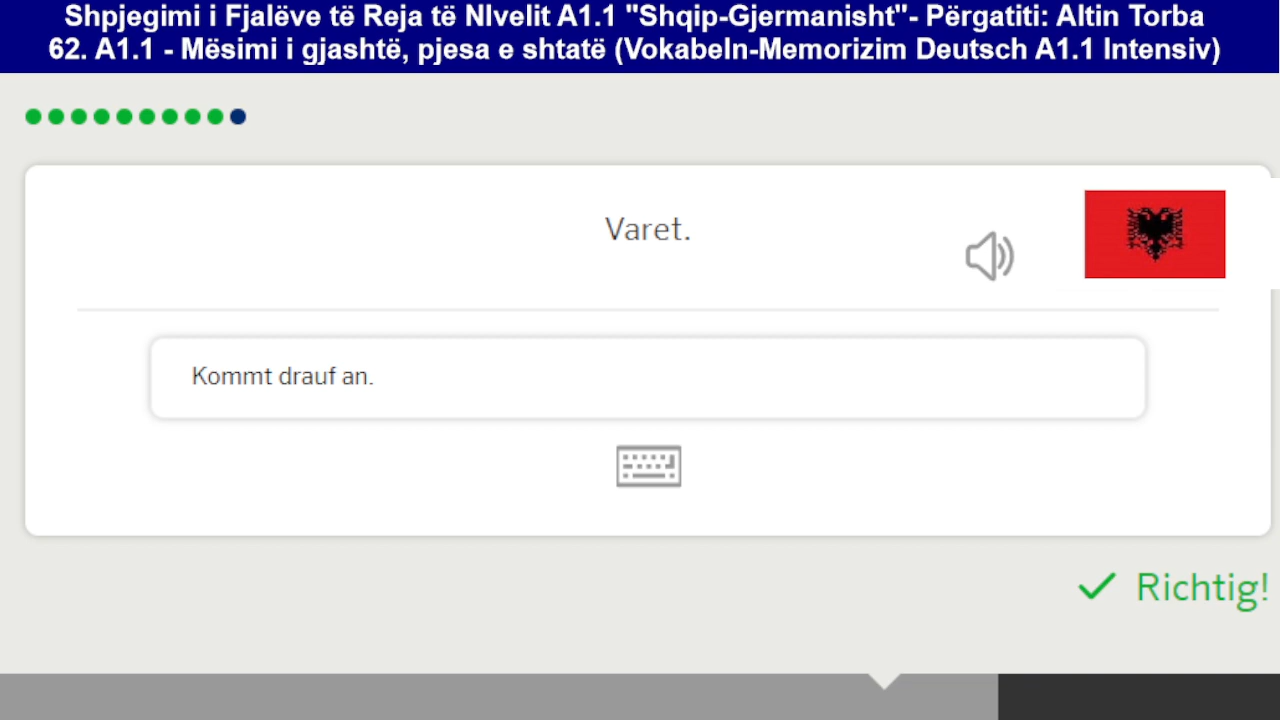 Shpjegimi i Fjalëve të Reja të NIvelit A1.1 "Shqip-Gjermanisht"- Përgatiti: Altin Torba
62. A1.1 - Mësimi i gjashtë, pjesa e shtatë (Vokabeln-Memorizim Deutsch A1.1 Intensiv)
Varet.
Kommt drauf an.
Richtig!